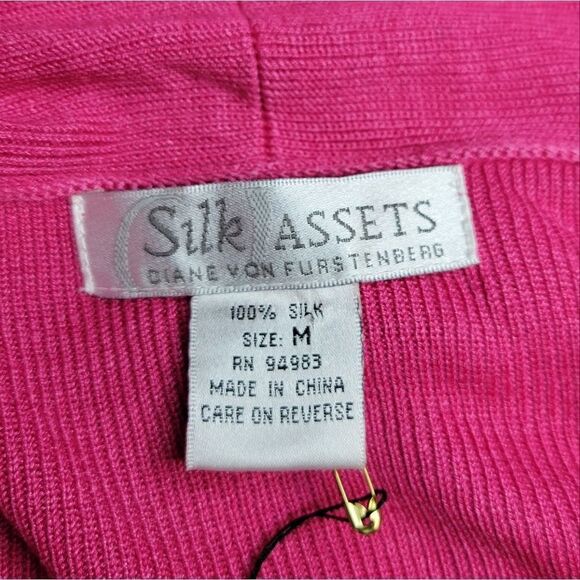 Silk ASSETS
DIANE VON FURSTENBERG
100% SILK
SIZE: M
RN 94983
MADE IN CHINA
CARE ON REVERSE